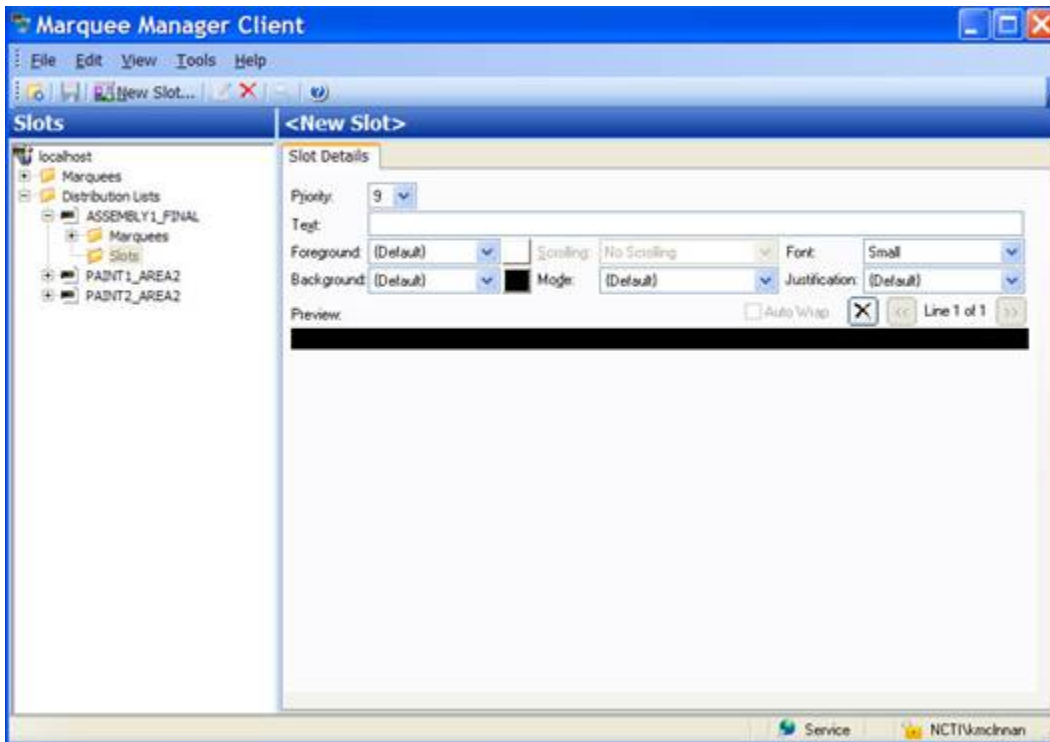 Marquee Manager Client
File Edit View Tools Help
New Slot...
Slots
<New Slot>
localhost
Marquees
Distribution Lists
ASSEMBLY1_FINAL
Marquees
Slots
PAINT1_AREA2
PAINT2_AREA2
Slot Details
Priority: 9
Text:
Foreground: (Default) Scrolling: No Scrolling Font: Small
Background: (Default) Mode: (Default) Justification: (Default)
Preview: Auto Wrap << Line 1 of 1 >>
Service NCTI\kmclnnan